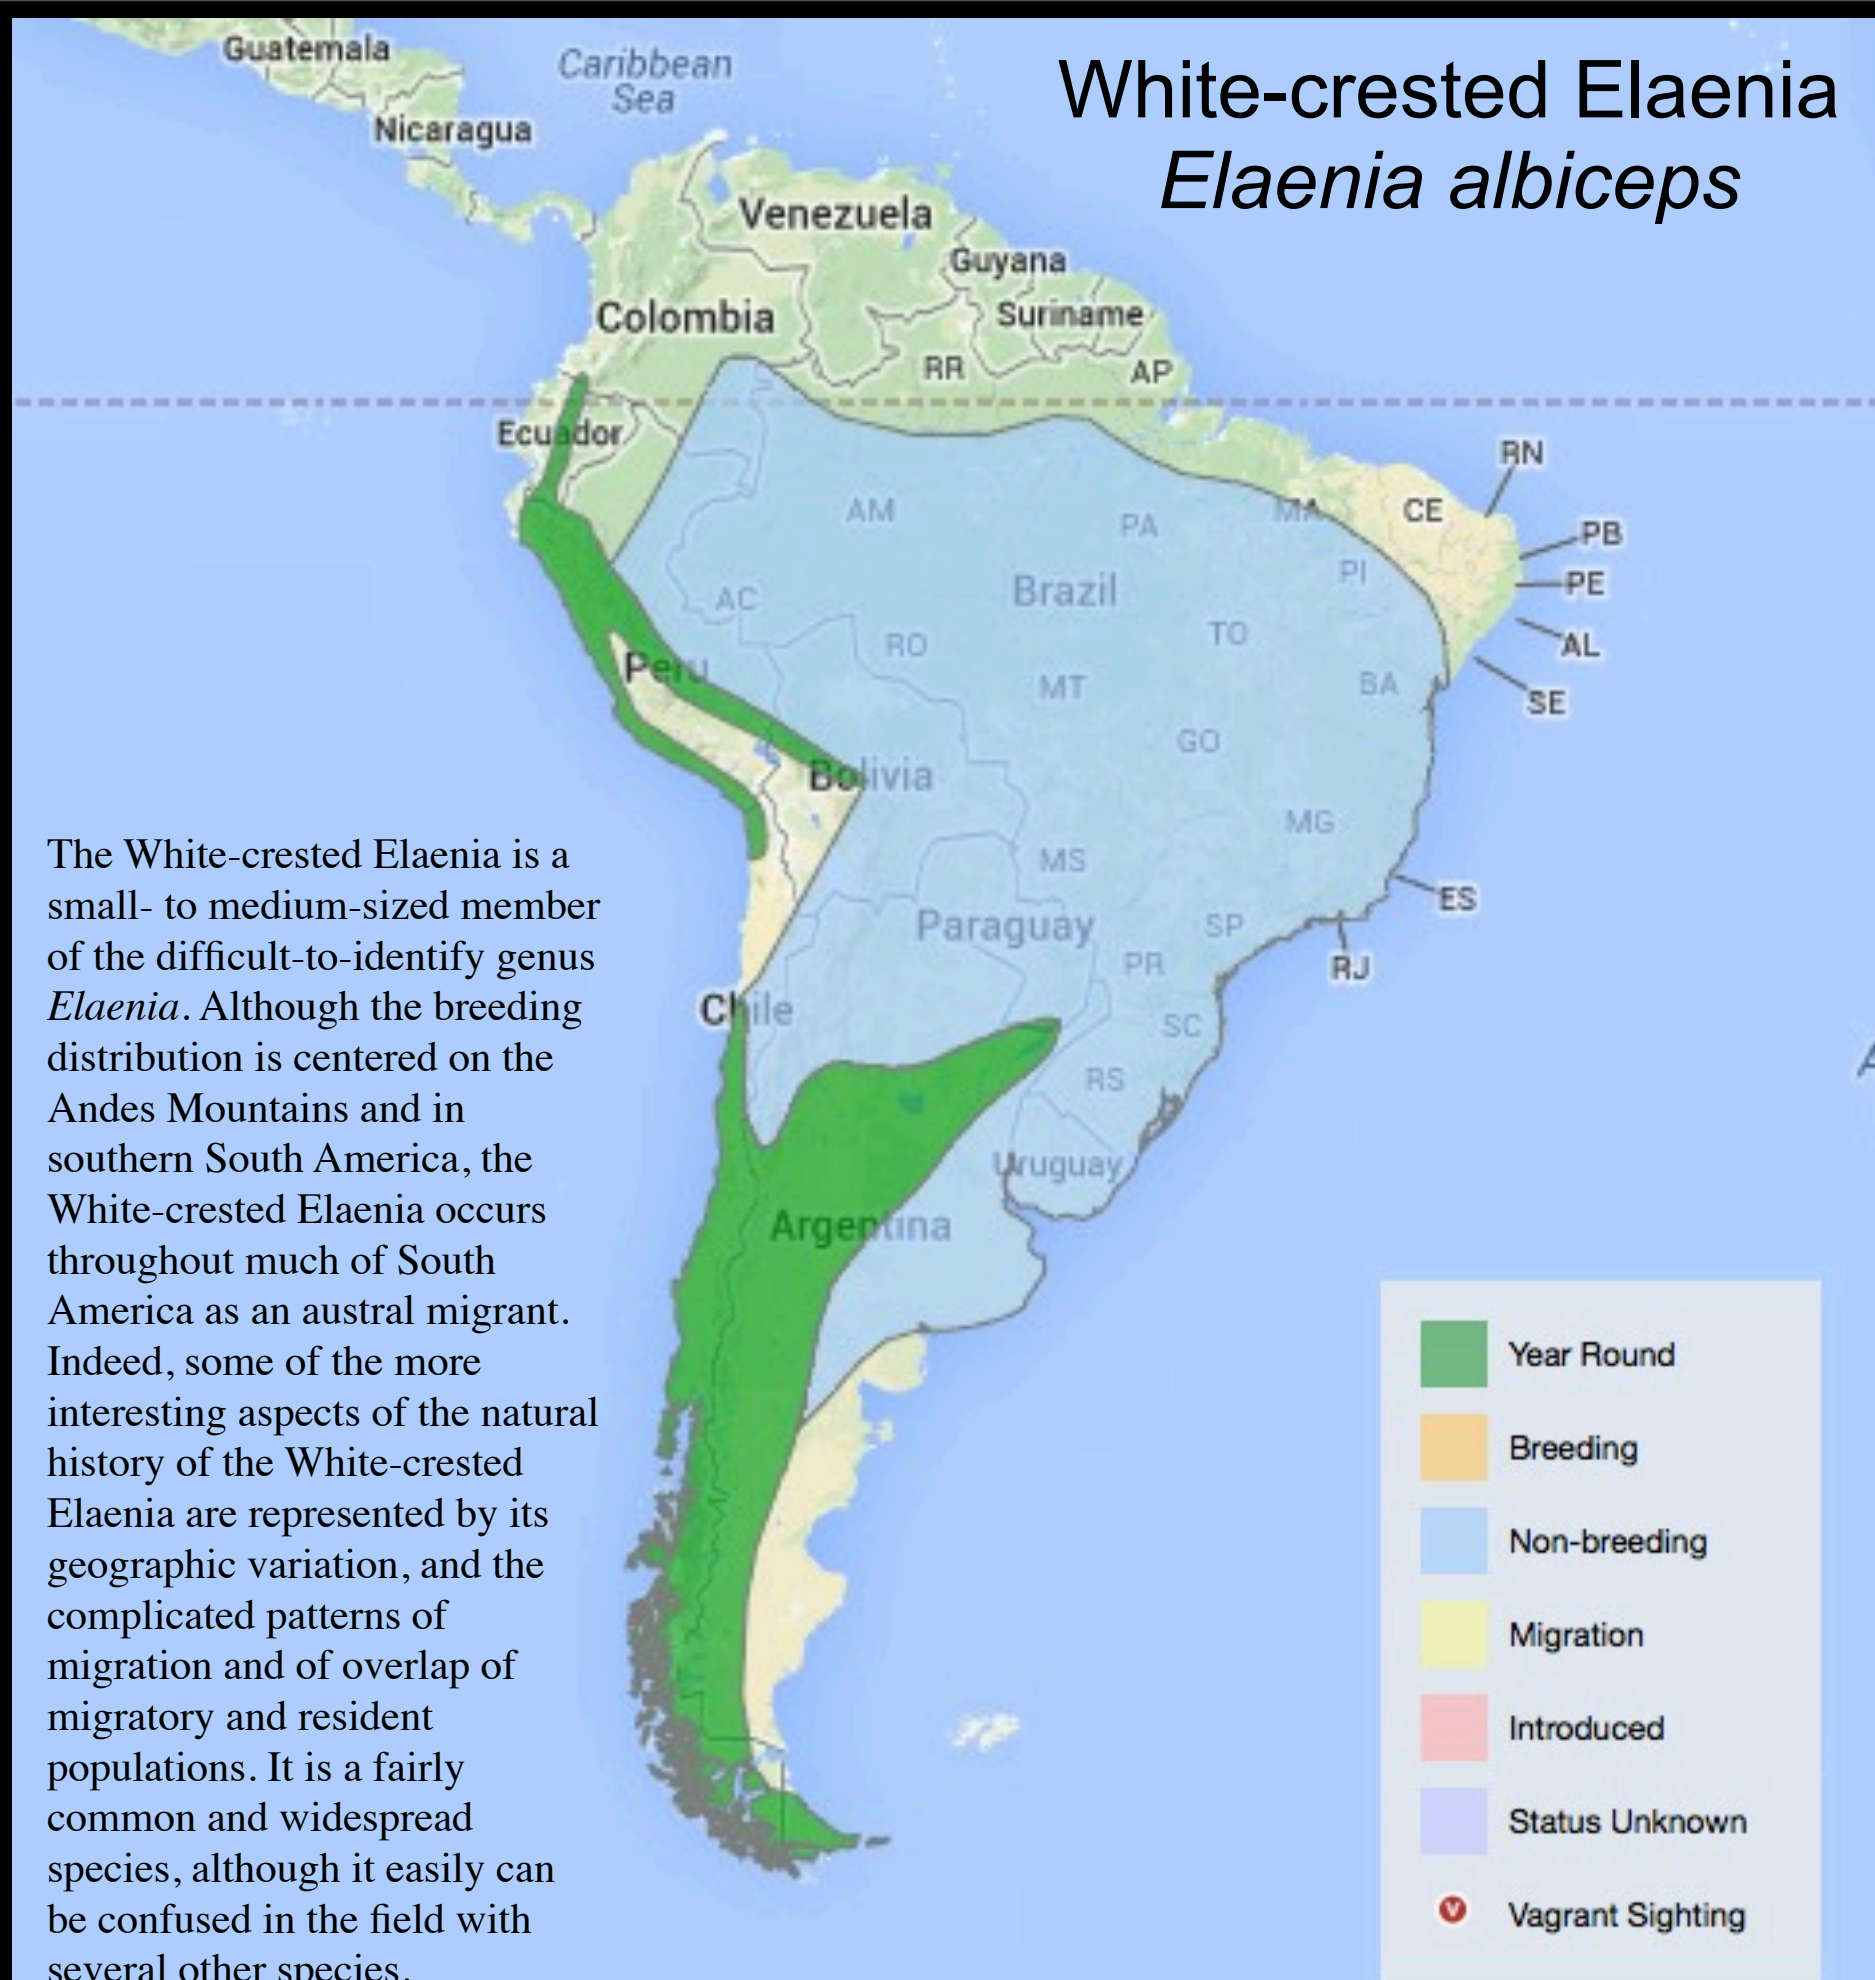 White-crested Elaenia
Elaenia albiceps
Guatemala
Caribbean
Sea
Nicaragua
Venezuela
Guyana
Suriname
Colombia
RR
AP
Ecuador
RN
AM
PA
MA
CE
PB
PI
PE
Brazil
AC
TO
AL
RO
Peru
MT
BA
SE
GO
Bolivia
MG
MS
ES
Paraguay
SP
PR
RJ
Chile
SC
A
RS
Uruguay
Argentina
The White-crested Elaenia is a
small- to medium-sized member
of the difficult-to-identify genus
Elaenia. Although the breeding
distribution is centered on the
Andes Mountains and in
southern South America, the
White-crested Elaenia occurs
throughout much of South
America as an austral migrant.
Indeed, some of the more
interesting aspects of the natural
history of the White-crested
Elaenia are represented by its
geographic variation, and the
complicated patterns of
migration and of overlap of
migratory and resident
populations. It is a fairly
common and widespread
species, although it easily can
be confused in the field with
several other species.
Year Round
Breeding
Non-breeding
Migration
Introduced
Status Unknown
V Vagrant Sighting